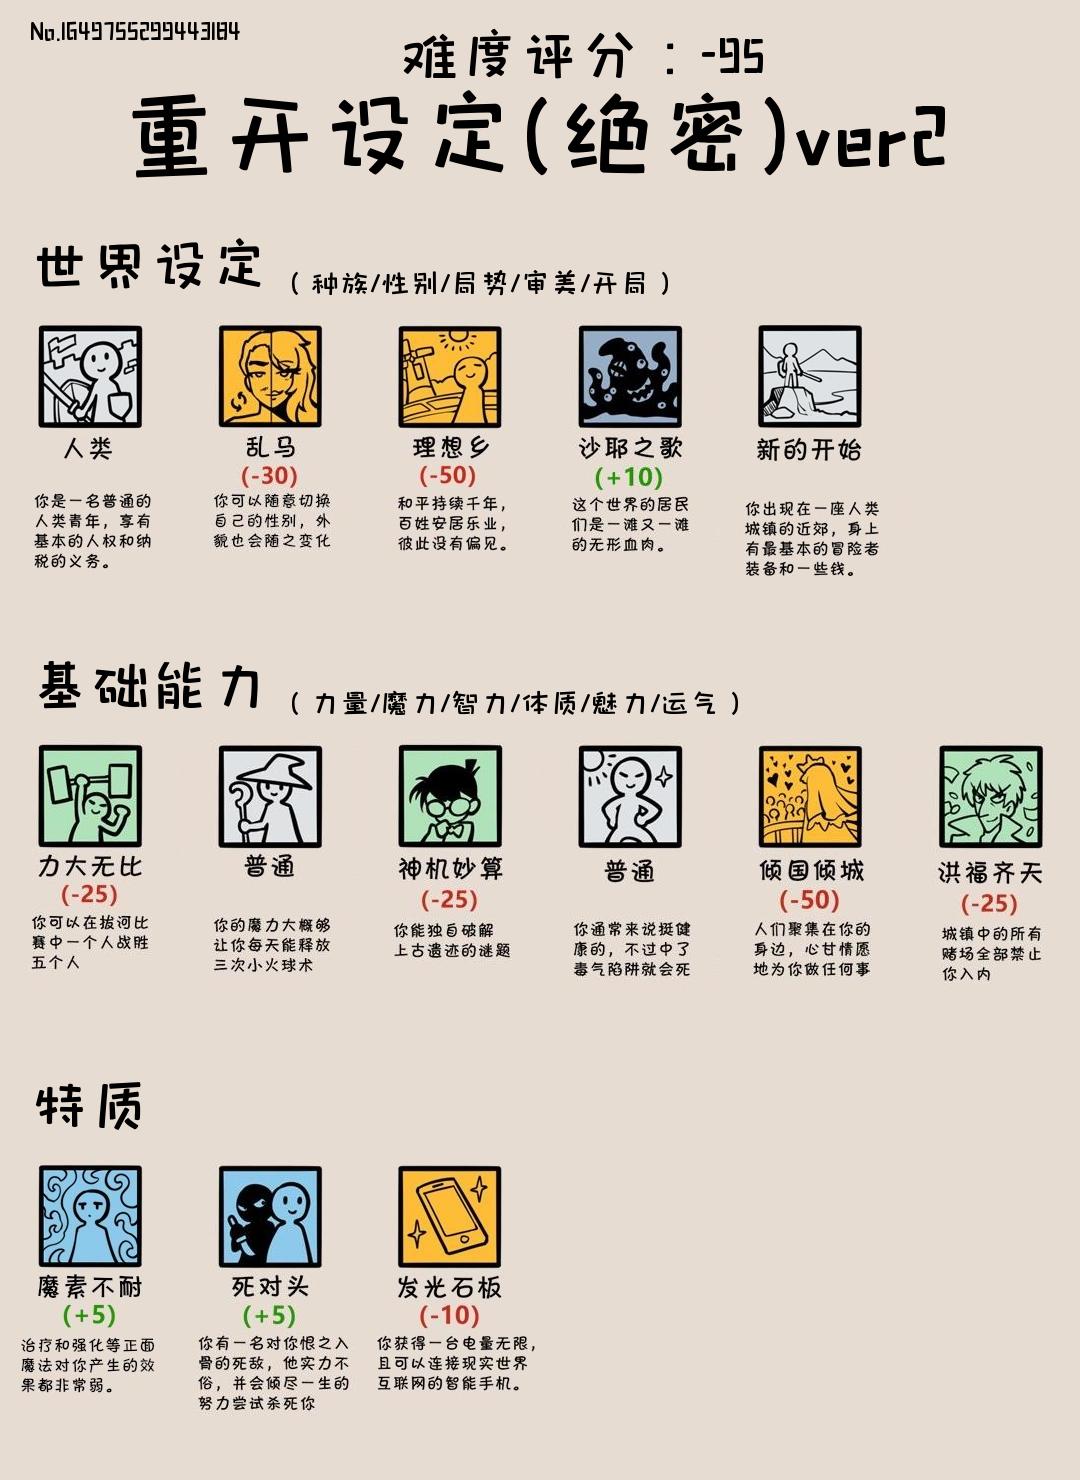 No.1649755299443184
难度评分：-95
重开设定(绝密)ver2
世界设定（种族/性别/局势/审美/开局）
人类
你是一名普通的
人类青年，享有
基本的人权和纳
税的义务。
乱马
(-30)
你可以随意切换
自己的性别，外
貌也会随之变化
理想乡
(-50)
和平持续千年，
百姓安居乐业，
彼此没有偏见。
沙耶之歌
(+10)
这个世界的居民
们是一滩又一滩
的无形血肉。
新的开始
你出现在一座人类
城镇的近郊，身上
有最基本的冒险者
装备和一些钱。
基础能力（力量/魔力/智力/体质/魅力/运气）
力大无比
(-25)
你可以在拔河比
赛中一个人战胜
五个人
普通
你的魔力大概够
让你每天能释放
三次小火球术
神机妙算
(-25)
你能独自破解
上古遗迹的谜题
普通
你通常来说挺健
康的，不过中了
毒气陷阱就会死
倾国倾城
(-50)
人们聚集在你的
身边，心甘情愿
地为你做任何事
洪福齐天
(-25)
城镇中的所有
赌场全部禁止
你入内
特质
魔素不耐
(+5)
治疗和强化等正面
魔法对你产生的效
果都非常弱。
死对头
(+5)
你有一名对你恨之入
骨的死敌，他实力不
俗，并会倾尽一生的
努力尝试杀死你
发光石板
(-10)
你获得一台电量无限，
且可以连接现实世界
互联网的智能手机。